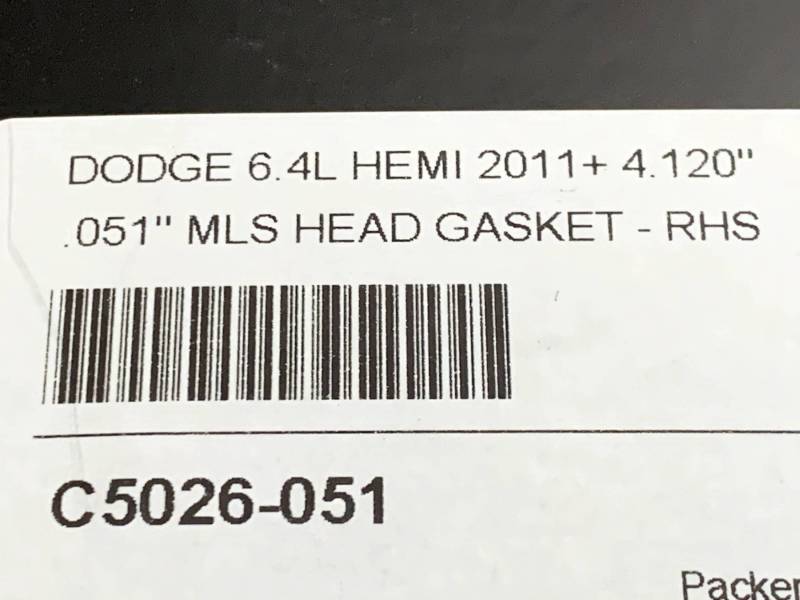 DODGE 6.4L HEMI 2011+ 4.120"
.051" MLS HEAD GASKET - RHS
C5026-051
Packer